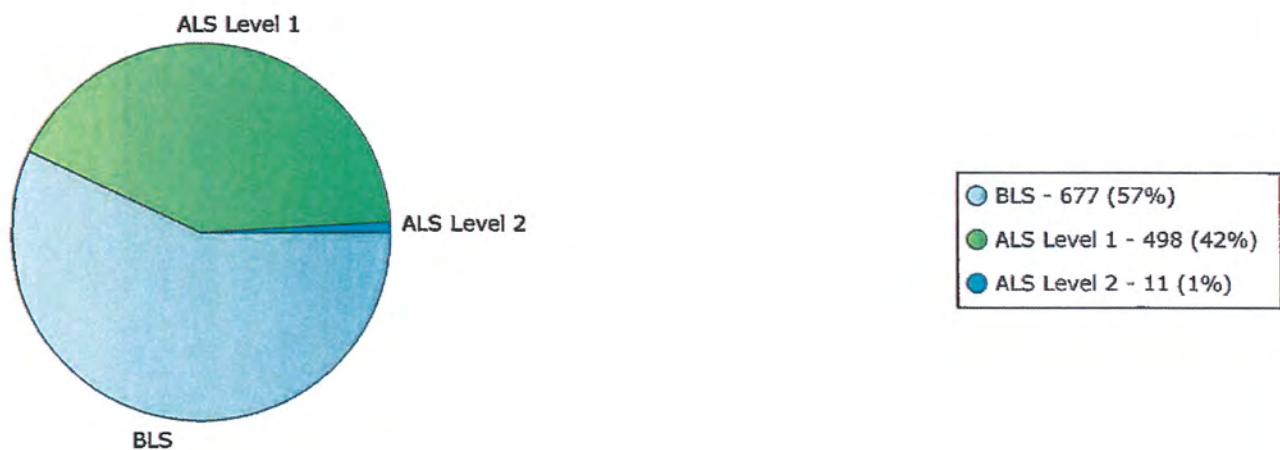 ALS Level 1
ALS Level 2
BLS
BLS - 677 (57%)
ALS Level 1 - 498 (42%)
ALS Level 2 - 11 (1%)